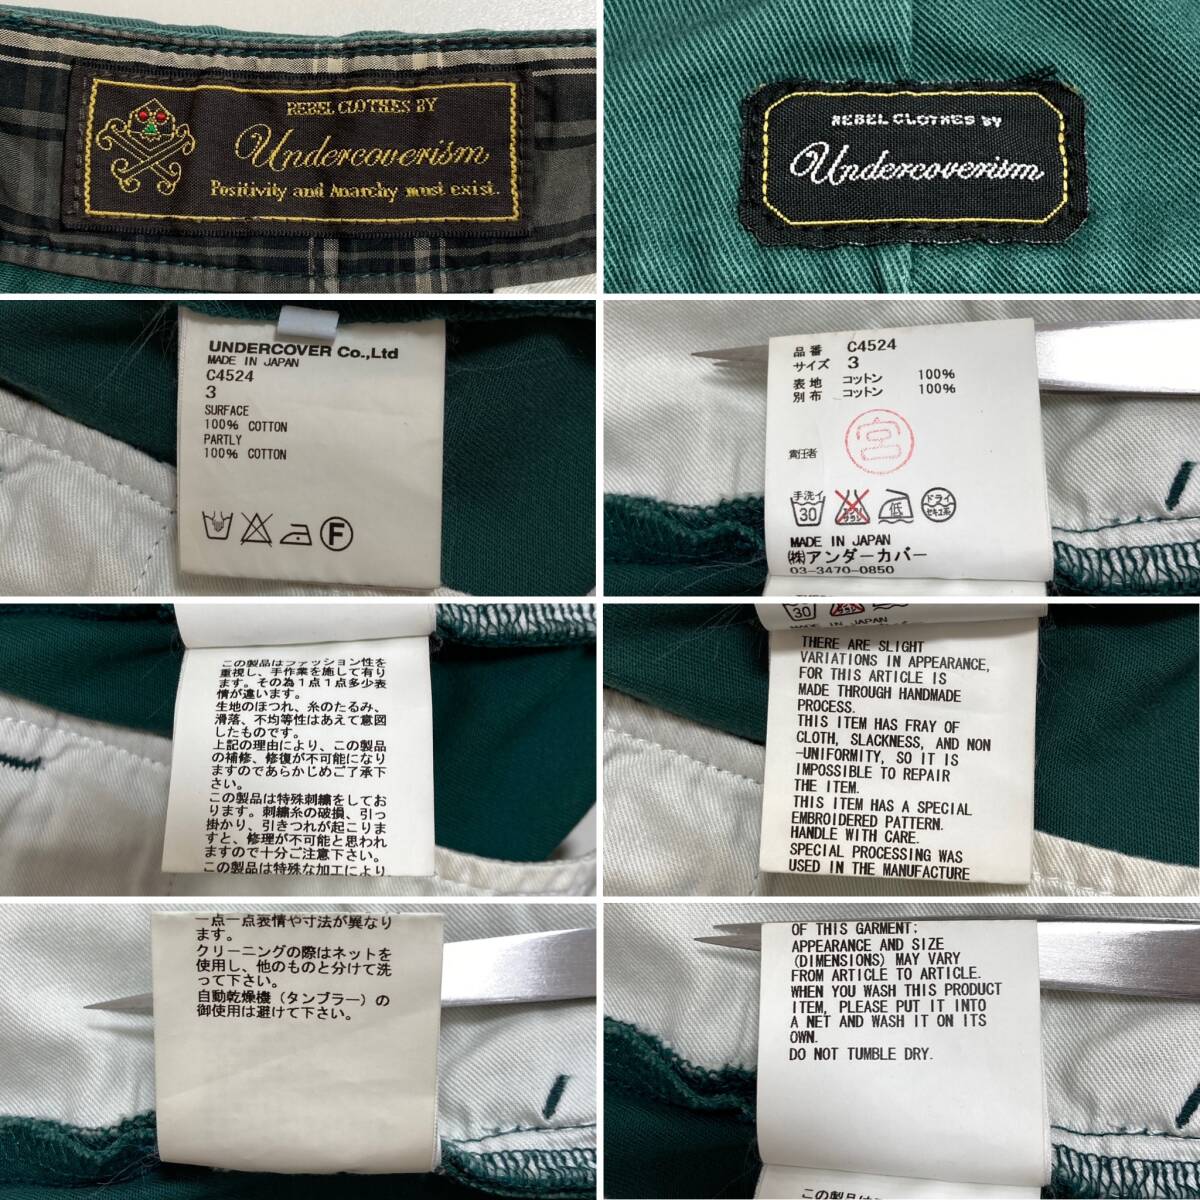 REBEL CLOTHES BY
Undercoverism
Positivity and Anarchy must exist.
REBEL CLOTHES BY
Undercoverism
UNDERCOVER Co.,Ltd
MADE IN JAPAN
C4524
3
SURFACE
100% COTTON
PARTLY
100% COTTON
F
品番 C4524
サイズ 3
表地 コットン 100%
別布 コットン 100%
責任者
宮
手洗イ
30
エンソ
サラシ
低
ドライ
セキユ系
MADE IN JAPAN
㈱アンダーカバー
03-3470-0850
この製品はファッション性を
重視し、手作業を施して有り
ます。その為1点1点多少表
情が違います。
生地のほつれ、糸のたるみ、
滑落、不均等性はあえて意図
したものです。
上記の理由により、この製品
の補修、修復が不可能になり
ますのであらかじめご了承下
さい。
この製品は特殊刺繍をしてお
ります。刺繍糸の破損、引っ
掛かり、引きつれが起こりま
すと、修理が不可能と思われ
ますので十分ご注意下さい。
この製品は特殊な加工により
30
MADE IN JAPAN
THERE ARE SLIGHT
VARIATIONS IN APPEARANCE,
FOR THIS ARTICLE IS
MADE THROUGH HANDMADE
PROCESS.
THIS ITEM HAS FRAY OF
CLOTH, SLACKNESS, AND NON
-UNIFORMITY, SO IT IS
IMPOSSIBLE TO REPAIR
THE ITEM.
THIS ITEM HAS A SPECIAL
EMBROIDERED PATTERN.
HANDLE WITH CARE.
SPECIAL PROCESSING WAS
USED IN THE MANUFACTURE
一点一点表情や寸法が異なり
ます。
クリーニングの際はネットを
使用し、他のものと分けて洗
って下さい。
自動乾燥機（タンブラー）の
御使用は避けて下さい。
OF THIS GARMENT;
APPEARANCE AND SIZE
(DIMENSIONS) MAY VARY
FROM ARTICLE TO ARTICLE.
WHEN YOU WASH THIS PRODUCT
ITEM, PLEASE PUT IT INTO
A NET AND WASH IT ON ITS
OWN.
DO NOT TUMBLE DRY.